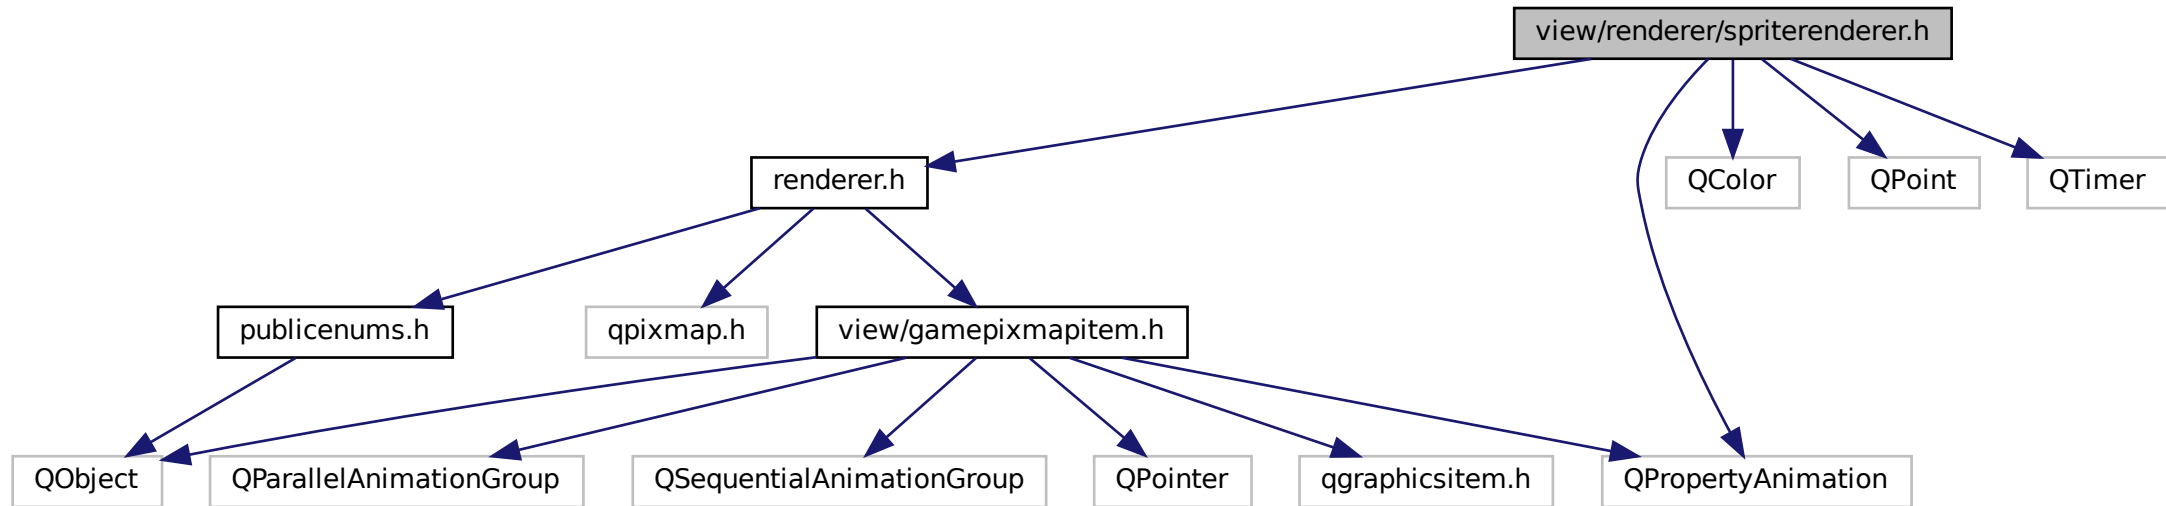 view/renderer/spriterenderer.h
renderer.h
QColor
QPoint
QTimer
publicenums.h
qpixmap.h
view/gamepixmapitem.h
QObject
QParallelAnimationGroup
QSequentialAnimationGroup
QPointer
qgraphicsitem.h
QPropertyAnimation